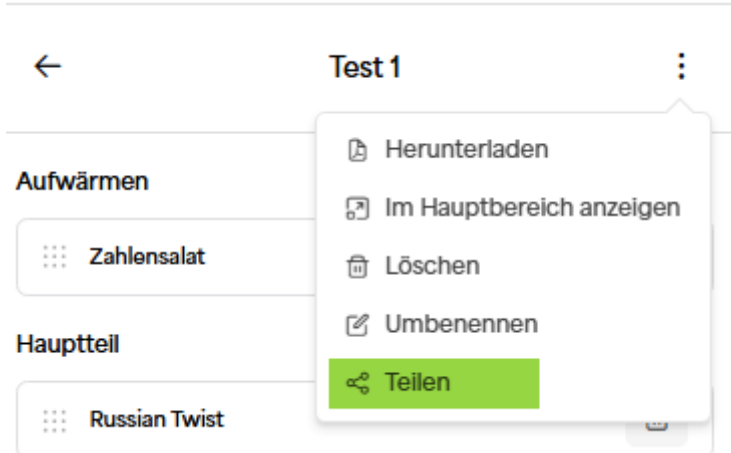 Test 1
Herunterladen
Aufwärmen
Im Hauptbereich anzeigen
Zahlensalat
Löschen
Umbenennen
Hauptteil
Teilen
Russian Twist